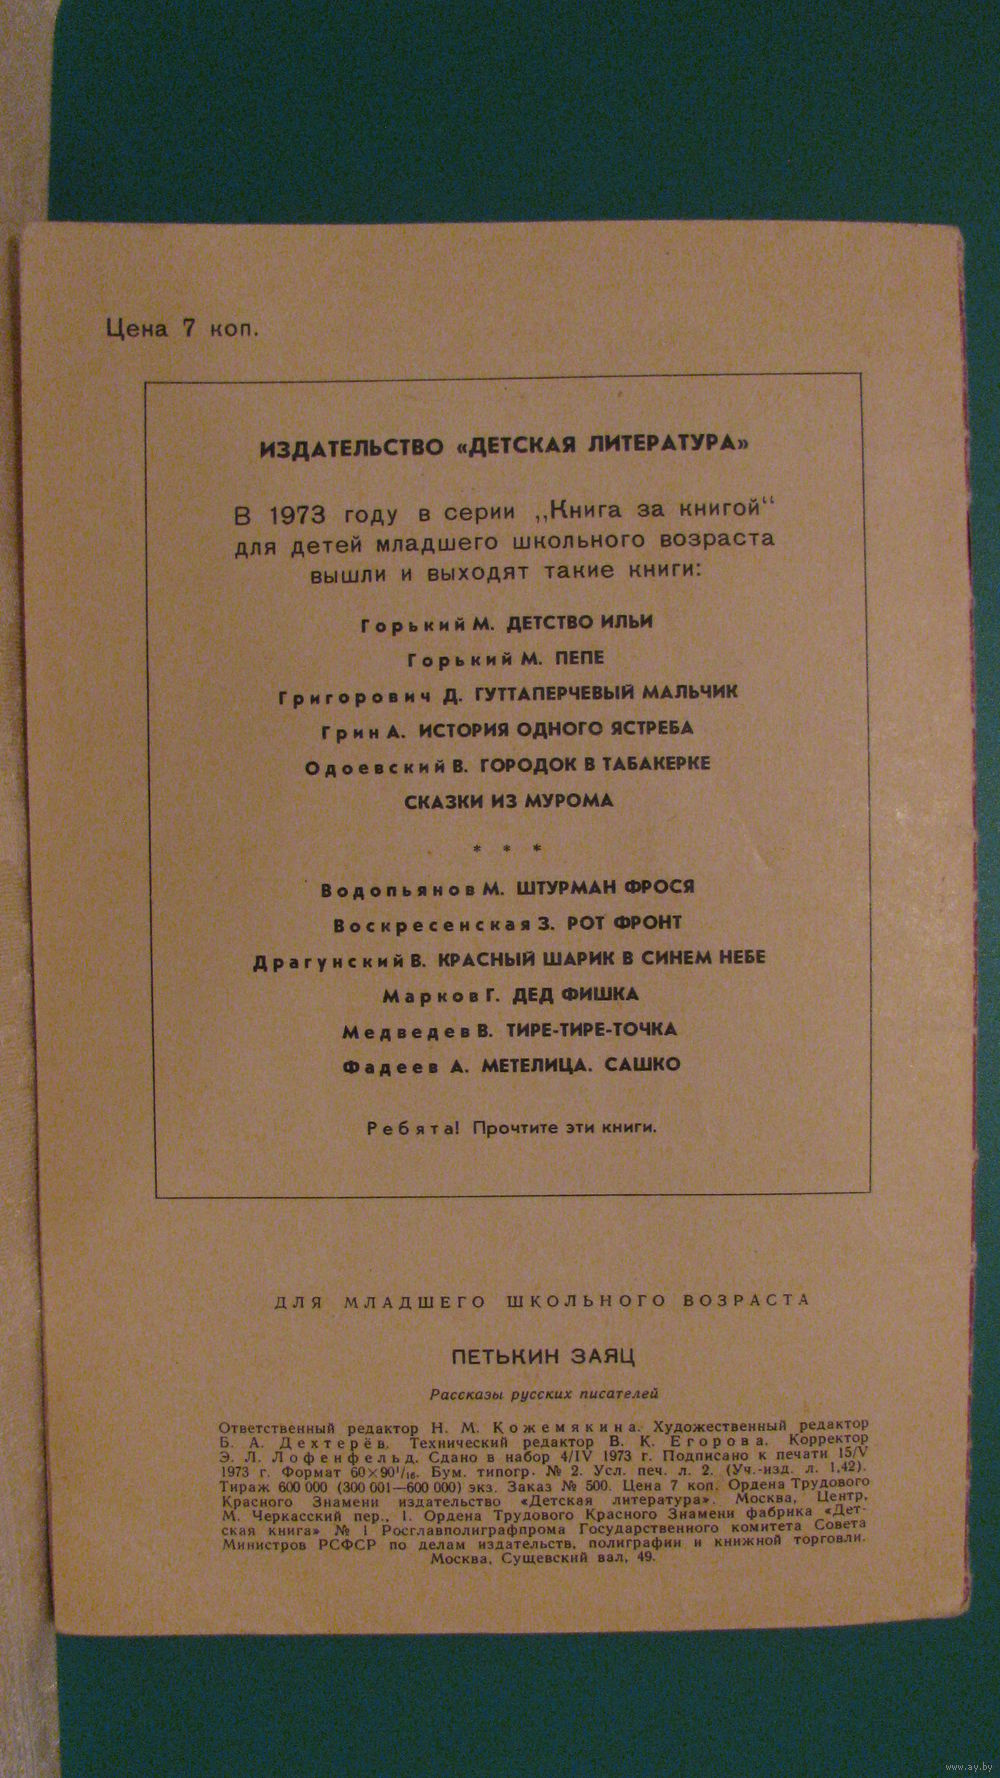 Цена 7 коп.
ИЗДАТЕЛЬСТВО «ДЕТСКАЯ ЛИТЕРАТУРА»
В 1973 году в серии „Книга за книгой“
для детей младшего школьного возраста
вышли и выходят такие книги:
Горький М. ДЕТСТВО ИЛЬИ
Горький М. ПЕПЕ
Григорович Д. ГУТТАПЕРЧЕВЫЙ МАЛЬЧИК
Грин А. ИСТОРИЯ ОДНОГО ЯСТРЕБА
Одоевский В. ГОРОДОК В ТАБАКЕРКЕ
СКАЗКИ ИЗ МУРОМА
* * *
Водопьянов М. ШТУРМАН ФРОСЯ
Воскресенская З. РОТ ФРОНТ
Драгунский В. КРАСНЫЙ ШАРИК В СИНЕМ НЕБЕ
Марков Г. ДЕД ФИШКА
Медведев В. ТИРЕ-ТИРЕ-ТОЧКА
Фадеев А. МЕТЕЛИЦА. САШКО
Ребята! Прочтите эти книги.
ДЛЯ МЛАДШЕГО ШКОЛЬНОГО ВОЗРАСТА
ПЕТЬКИН ЗАЯЦ
Рассказы русских писателей
Ответственный редактор Н. М. Кожемякина. Художественный редактор
Б. А. Дехтерёв. Технический редактор В. К. Егорова. Корректор
Э. Л. Лофенфельд. Сдано в набор 4/IV 1973 г. Подписано к печати 15/V
1973 г. Формат 60×90¹/₁₆. Бум. типогр. № 2. Усл. печ. л. 2. (Уч.-изд. л. 1,42).
Тираж 600 000 (300 001—600 000) экз. Заказ № 500. Цена 7 коп. Ордена Трудового
Красного Знамени издательство «Детская литература». Москва, Центр,
М. Черкасский пер., 1. Ордена Трудового Красного Знамени фабрика «Дет-
ская книга» № 1 Росглавполиграфпрома Государственного комитета Совета
Министров РСФСР по делам издательств, полиграфии и книжной торговли.
Москва, Сущевский вал, 49.
www.ay.by